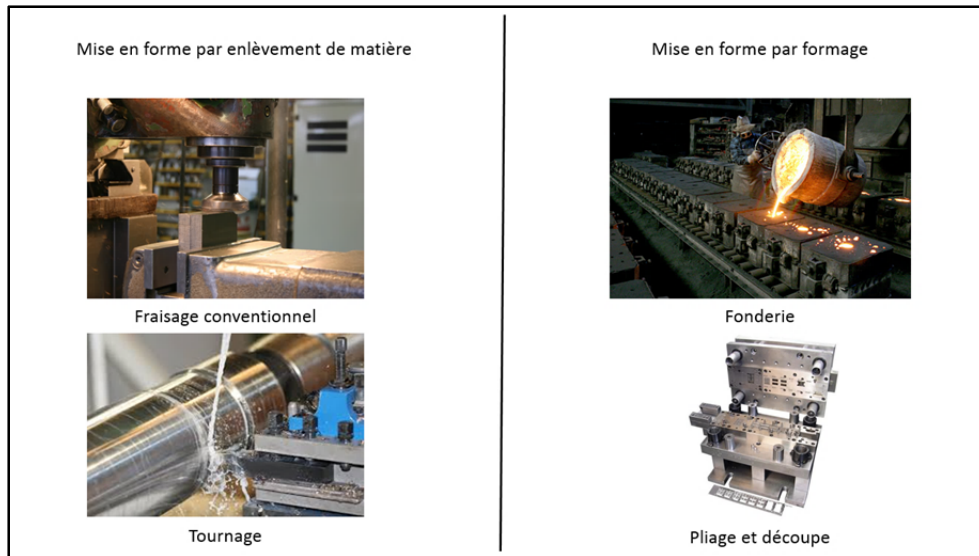 Mise en forme par enlèvement de matière
Fraisage conventionnel
Tournage
Mise en forme par formage
Fonderie
Pliage et découpe